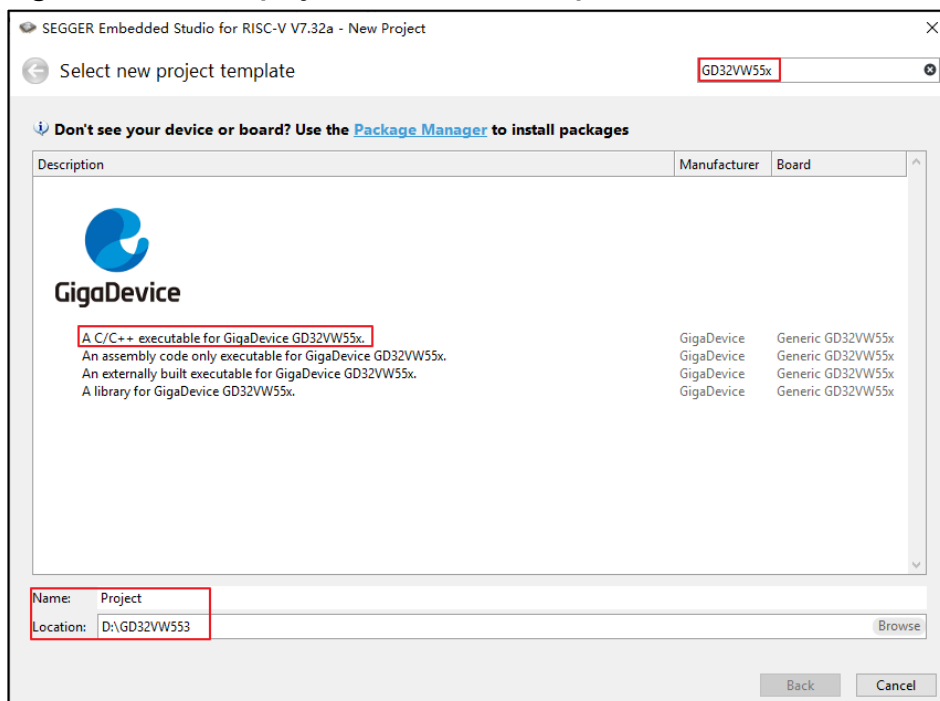 SEGGER Embedded Studio for RISC-V V7.32a - New Project
Select new project template
GD32VW55x
Don't see your device or board? Use the Package Manager to install packages
Description Manufacturer Board
GigaDevice
A C/C++ executable for GigaDevice GD32VW55x. GigaDevice Generic GD32VW55x
An assembly code only executable for GigaDevice GD32VW55x. GigaDevice Generic GD32VW55x
An externally built executable for GigaDevice GD32VW55x. GigaDevice Generic GD32VW55x
A library for GigaDevice GD32VW55x. GigaDevice Generic GD32VW55x
Name: Project
Location: D:\GD32VW553 Browse
Back Cancel